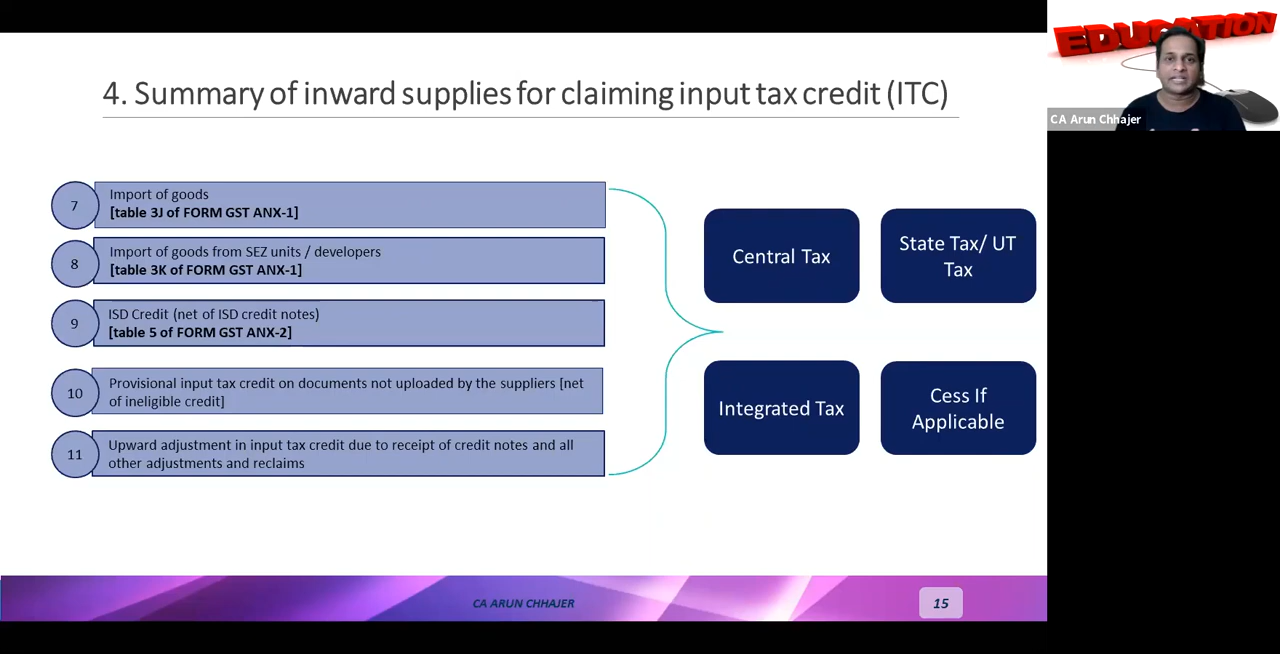 EDUCATION
CA Arun Chhajer
4. Summary of inward supplies for claiming input tax credit (ITC)
7
Import of goods
[table 3J of FORM GST ANX-1]
8
Import of goods from SEZ units / developers
[table 3K of FORM GST ANX-1]
9
ISD Credit (net of ISD credit notes)
[table 5 of FORM GST ANX-2]
10
Provisional input tax credit on documents not uploaded by the suppliers [net
of ineligible credit]
11
Upward adjustment in input tax credit due to receipt of credit notes and all
other adjustments and reclaims
Central Tax
State Tax/ UT
Tax
Integrated Tax
Cess If
Applicable
CA ARUN CHHAJER
15